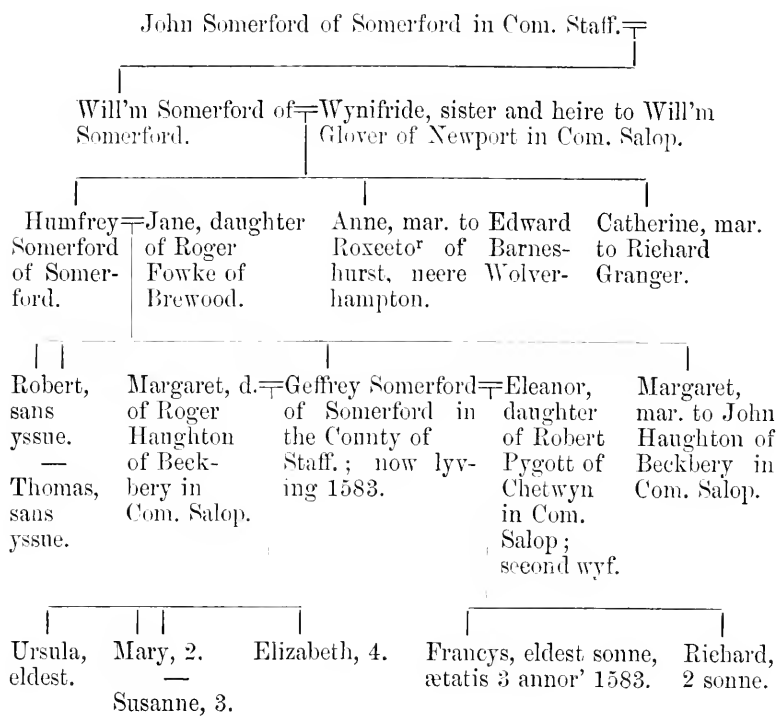 John Somerford of Somerford in Com. Staff.
Will'm Somerford of
Somerford.
Wynifride, sister and heire to Will'm
Glover of Newport in Com. Salop.
Humfrey
Somerford
of Somer-
ford.
Jane, daughter
of Roger
Fowke of
Brewood.
Anne, mar. to Edward
Roxcetoʳ of Barnes-
hurst, neere Wolver-
hampton.
Catherine, mar.
to Richard
Granger.
Robert,
sans
yssue.
—
Thomas,
sans
yssue.
Margaret, d.
of Roger
Haughton
of Beck-
bery in
Com. Salop.
Geffrey Somerford
of Somerford in
the County of
Staff.; now lyv-
ing 1583.
Eleanor,
daughter
of Robert
Pygott of
Chetwyn
in Com.
Salop;
second wyf.
Margaret,
mar. to John
Haughton of
Beckbery in
Com. Salop.
Ursula,
eldest.
Mary, 2.
—
Susanne, 3.
Elizabeth, 4.
Francys, eldest sonne,
ætatis 3 annor' 1583.
Richard,
2 sonne.